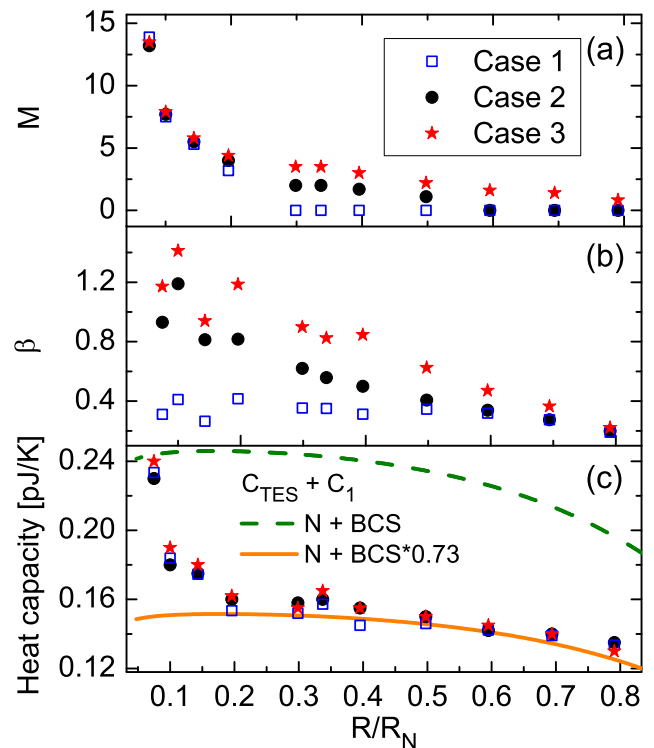 15
10
5
0
M
(a)
Case 1
Case 2
Case 3
1.2
0.8
0.4
β
(b)
0.24
0.20
0.16
0.12
Heat capacity [pJ/K]
(c)
C_TES + C_1
N + BCS
N + BCS*0.73
0.1 0.2 0.3 0.4 0.5 0.6 0.7 0.8
R/R_N